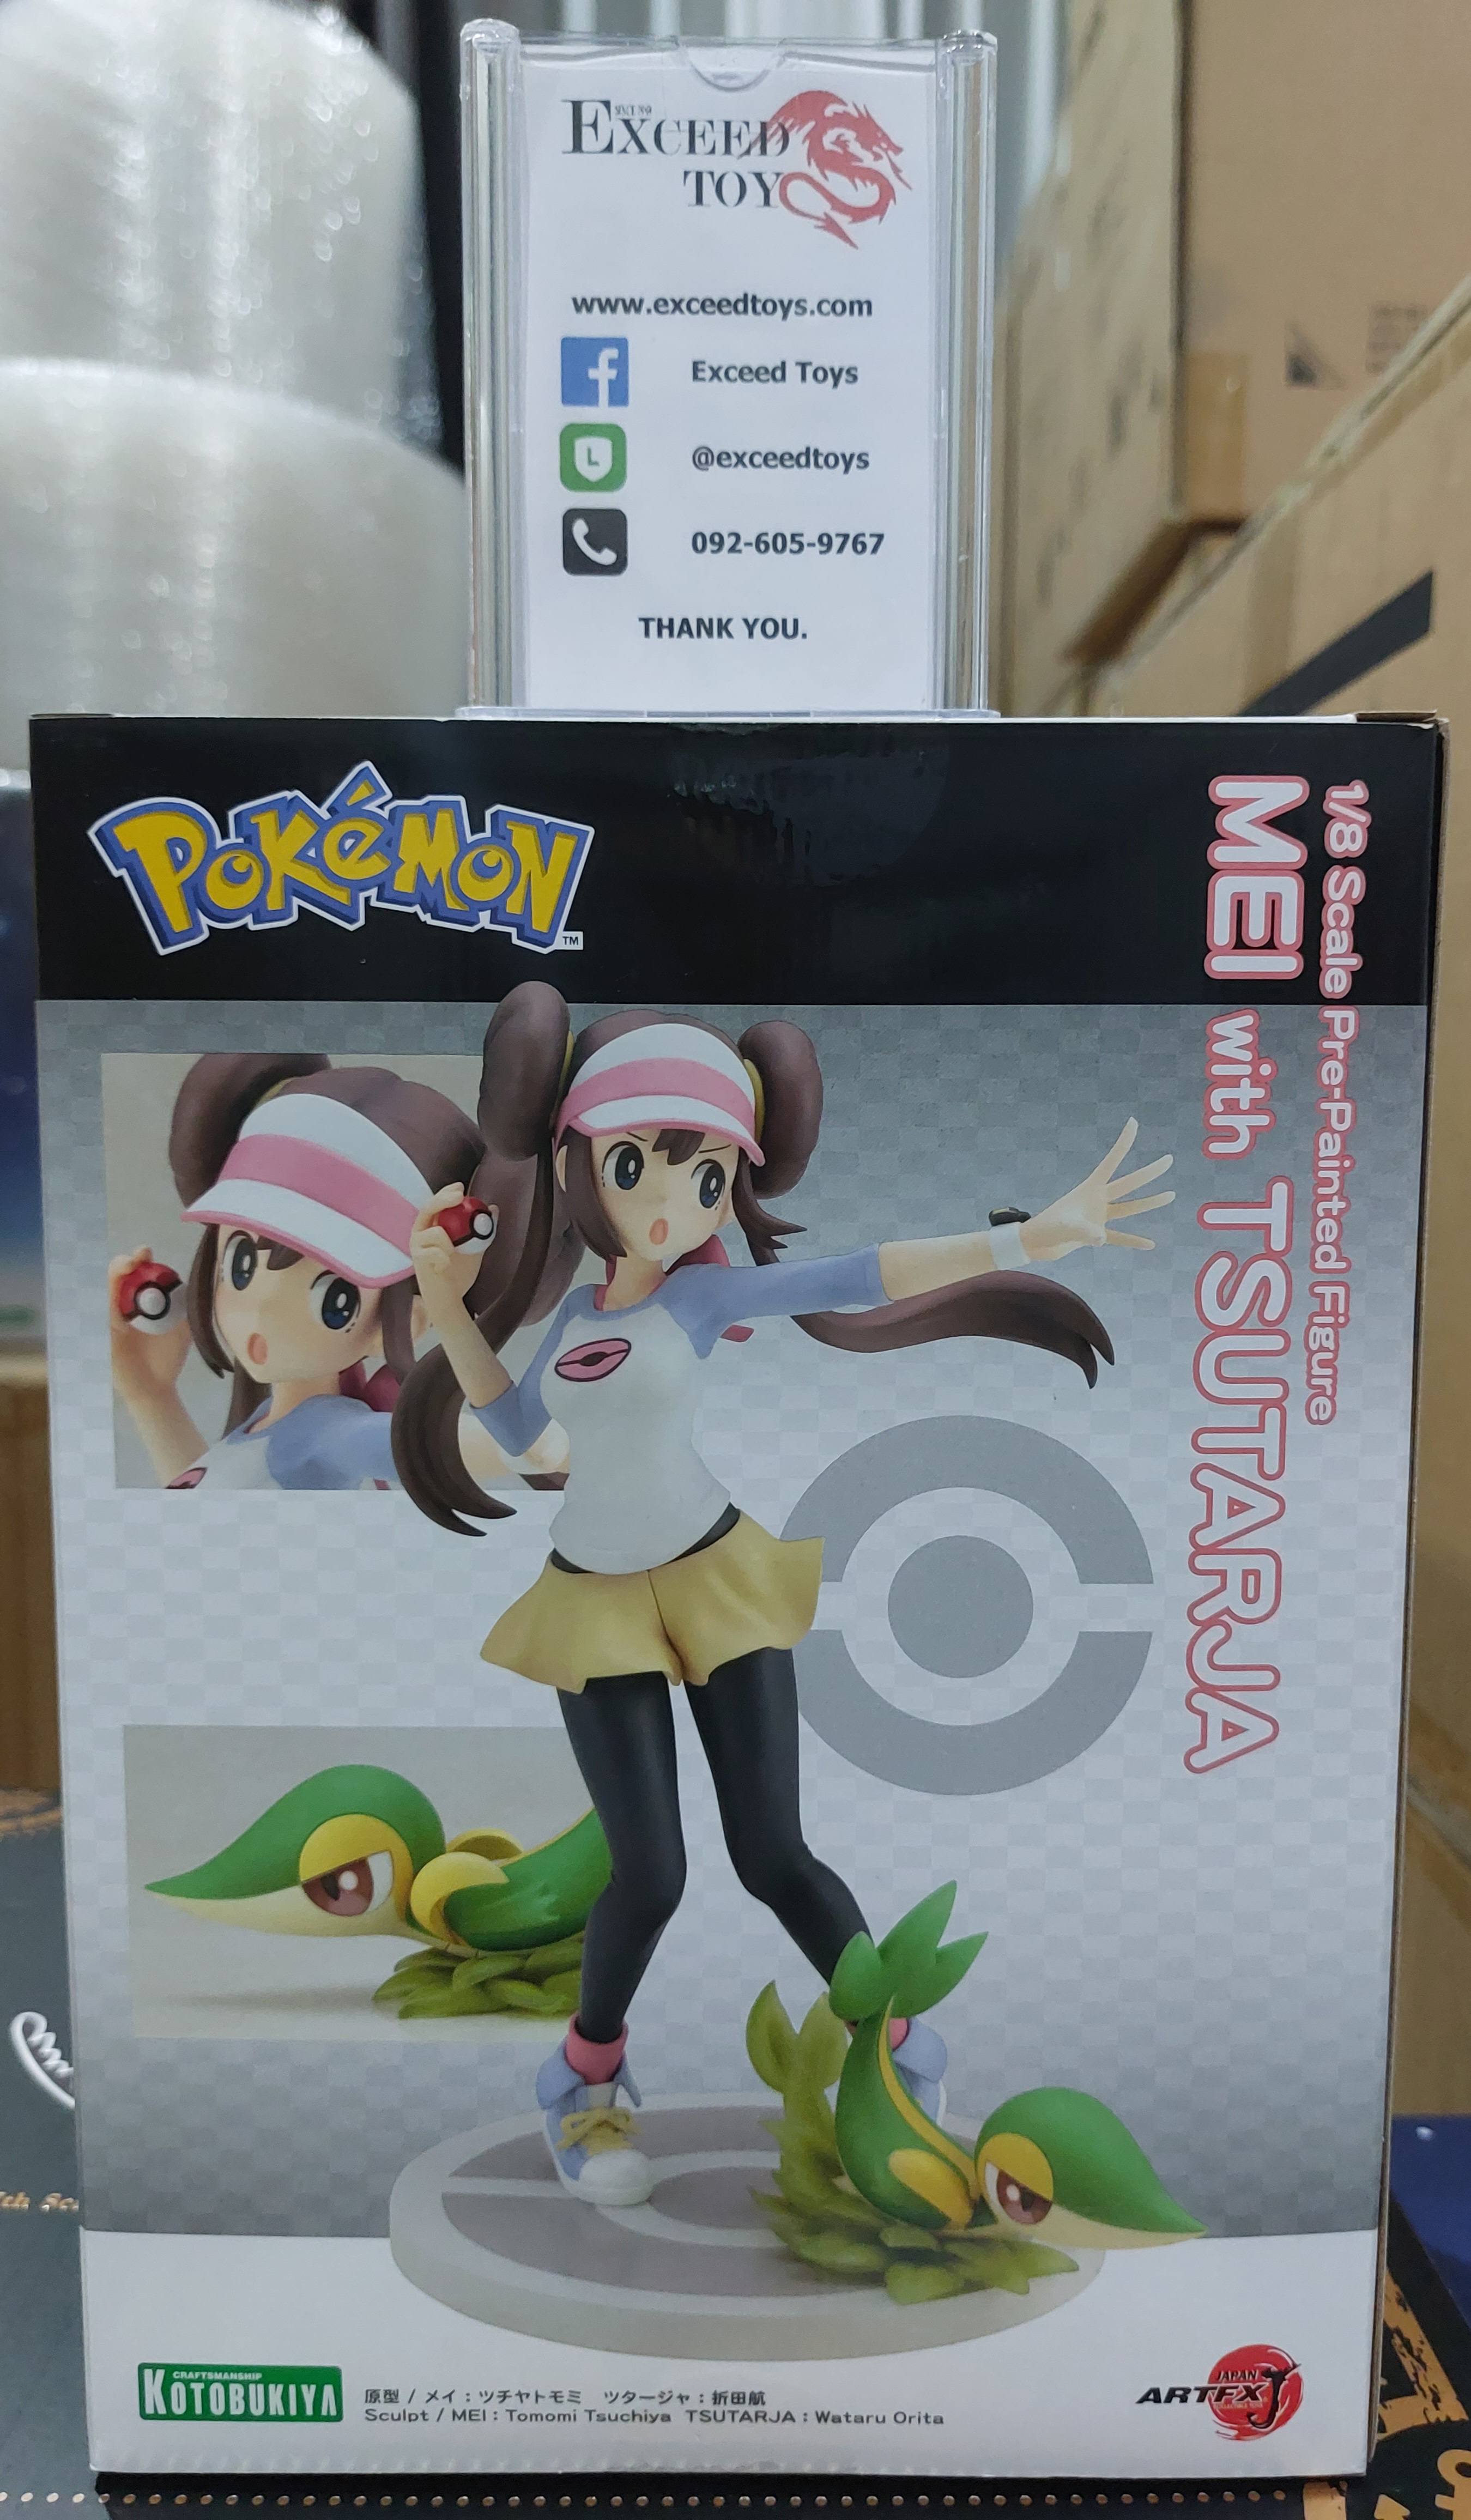 EXCEED
TOY
www.exceedtoys.com
Exceed Toys
L
@exceedtoys
092-605-9767
THANK YOU.
POKéMON
TM
1/8 Scale Pre-Painted Figure
MEI with TSUTARJA
CRAFTSMANSHIP
KOTOBUKIYA
原型 / メイ : ツチヤトモミ ツタージャ : 折田航
Sculpt / MEI : Tomomi Tsuchiya TSUTARJA : Wataru Orita
JAPAN
ARTFX J